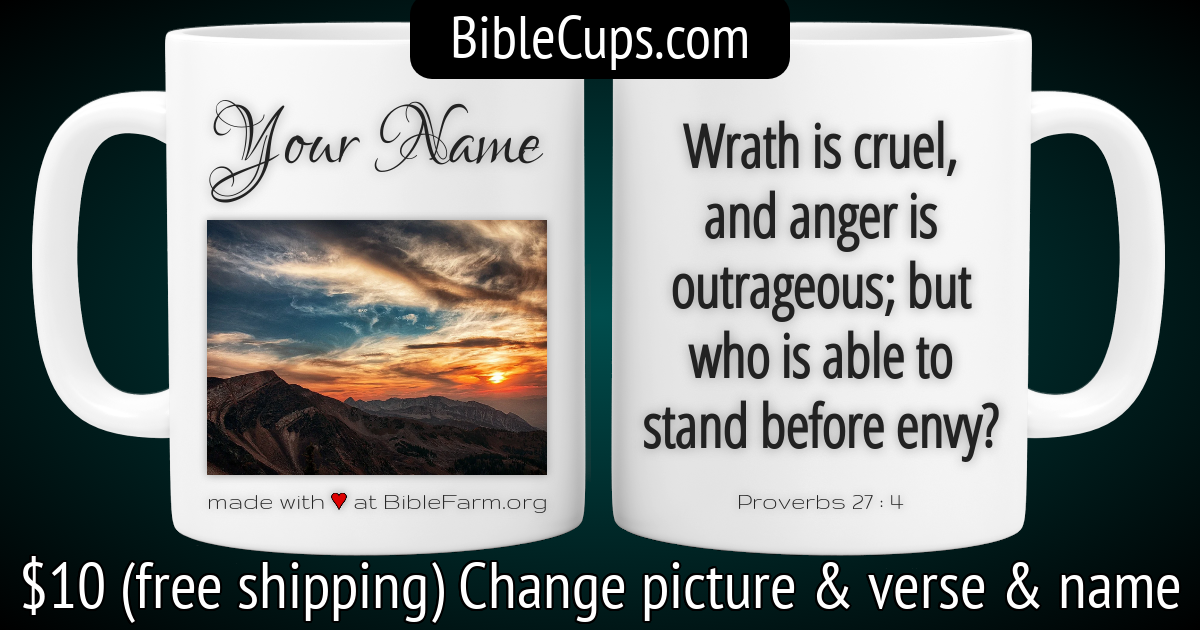 BibleCups.com
Your Name
made with ♥ at BibleFarm.org
Wrath is cruel,
and anger is
outrageous; but
who is able to
stand before envy?
Proverbs 27 : 4
$10 (free shipping) Change picture & verse & name